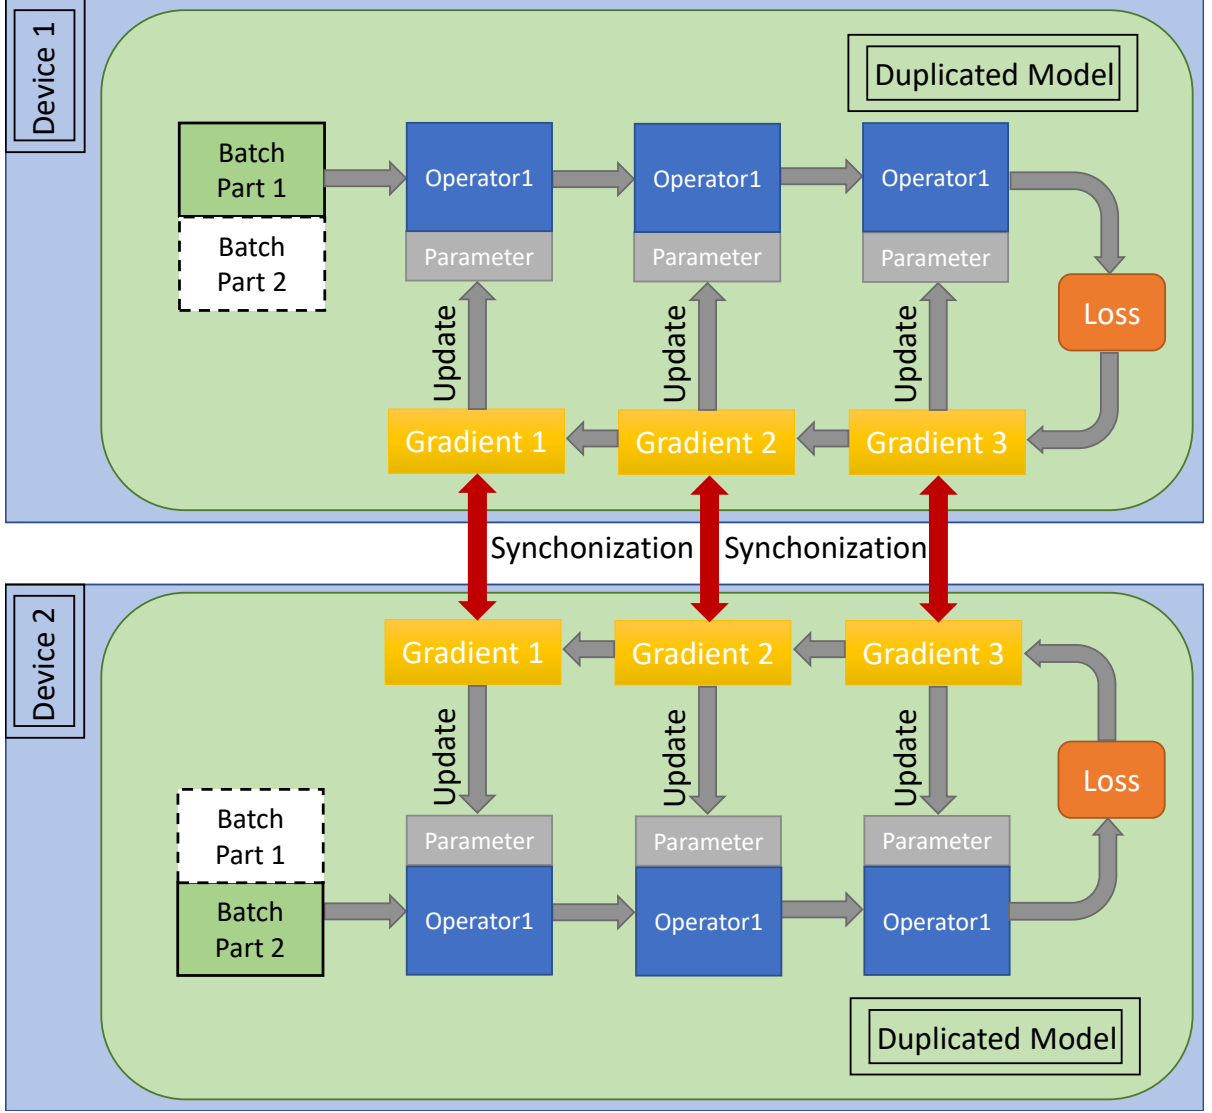 Device 1
Duplicated Model
Batch
Part 1
Batch
Part 2
Operator1
Operator1
Operator1
Parameter
Parameter
Parameter
Loss
Update
Update
Update
Gradient 1
Gradient 2
Gradient 3
Synchonization
Synchonization
Device 2
Gradient 1
Gradient 2
Gradient 3
Update
Update
Update
Loss
Batch
Part 1
Batch
Part 2
Parameter
Parameter
Parameter
Operator1
Operator1
Operator1
Duplicated Model